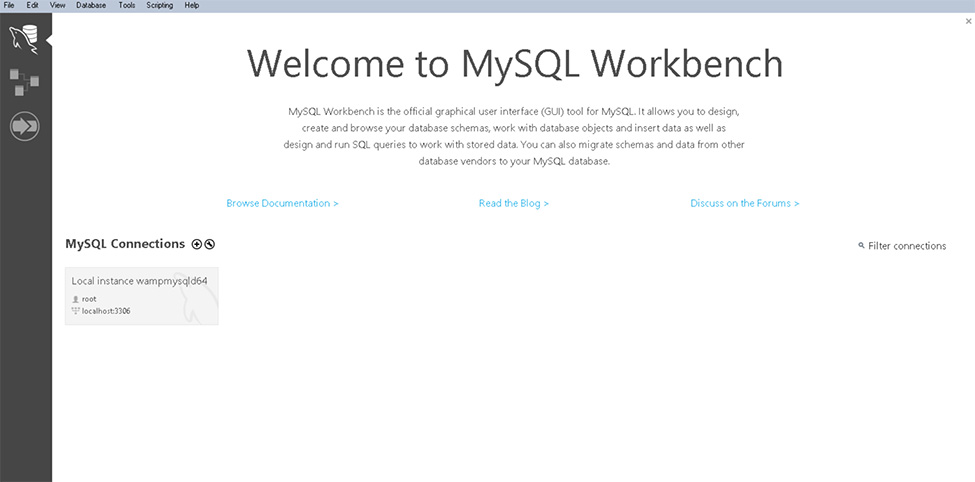 File Edit View Database Tools Scripting Help
Welcome to MySQL Workbench
MySQL Workbench is the official graphical user interface (GUI) tool for MySQL. It allows you to design,
create and browse your database schemas, work with database objects and insert data as well as
design and run SQL queries to work with stored data. You can also migrate schemas and data from other
database vendors to your MySQL database.
Browse Documentation > Read the Blog > Discuss on the Forums >
MySQL Connections Filter connections
Local instance wampmysqld64
root
localhost:3306